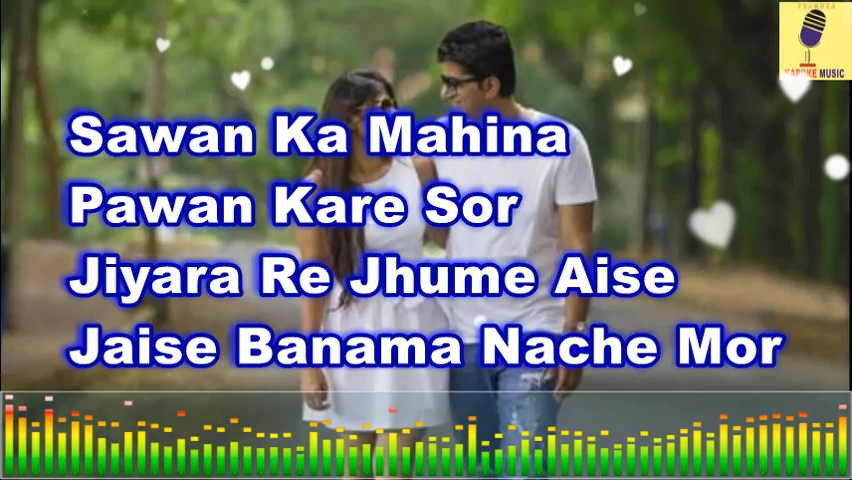 KAROKE MUSIC
Sawan Ka Mahina
Pawan Kare Sor
Jiyara Re Jhume Aise
Jaise Banama Nache Mor